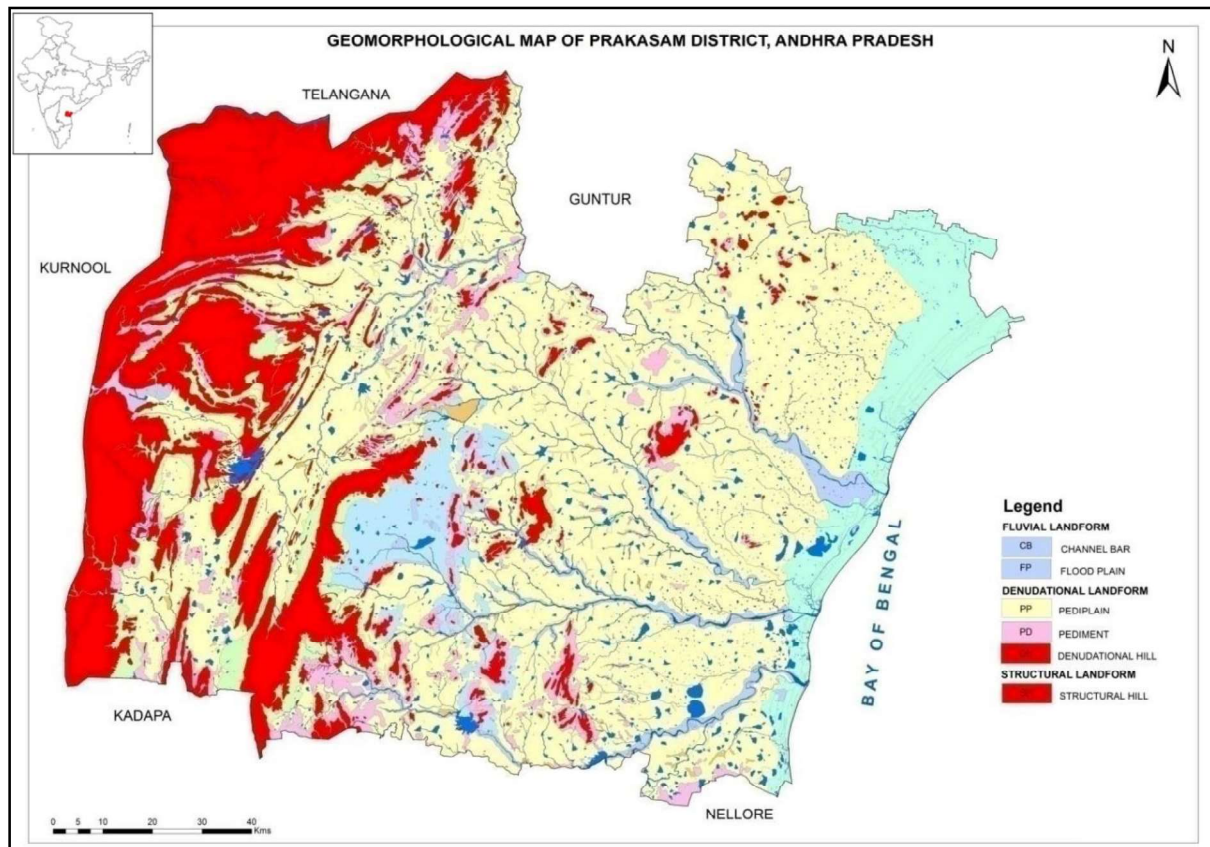 GEOMORPHOLOGICAL MAP OF PRAKASAM DISTRICT, ANDHRA PRADESH
N
TELANGANA
GUNTUR
KURNOOL
BAY OF BENGAL
KADAPA
NELLORE
Legend
FLUVIAL LANDFORM
CB CHANNEL BAR
FP FLOOD PLAIN
DENUDATIONAL LANDFORM
PP PEDIPLAIN
PD PEDIMENT
DENUDATIONAL HILL
STRUCTURAL LANDFORM
STRUCTURAL HILL
0 5 10 20 30 40
Kms